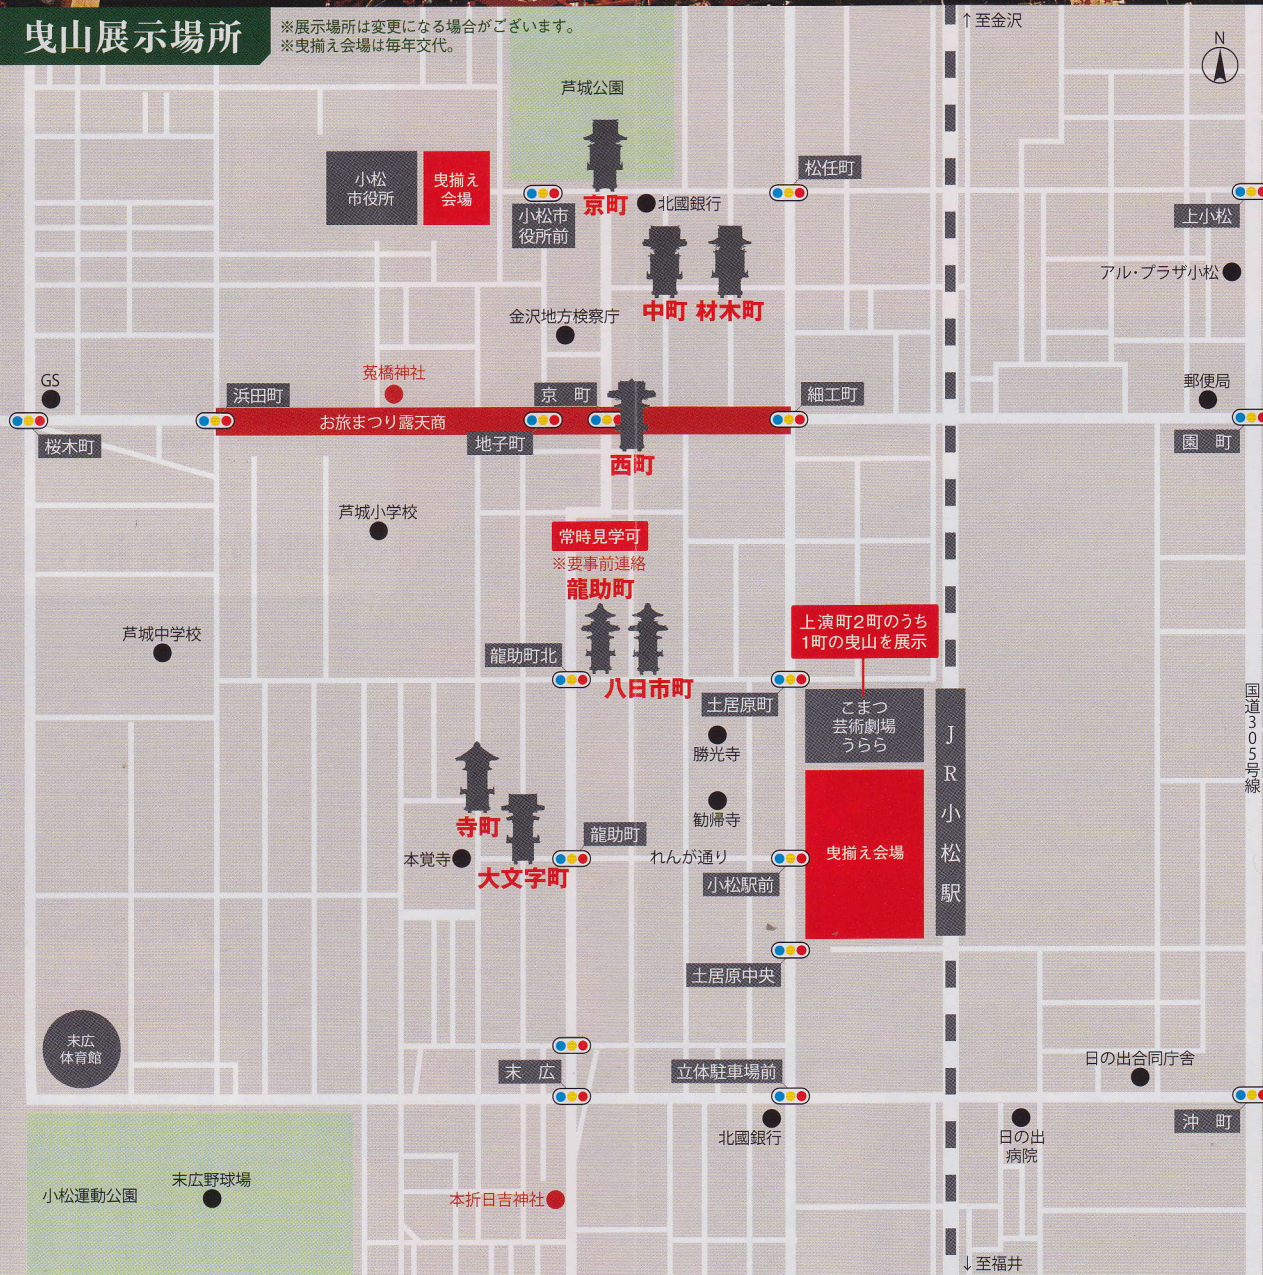 曳山展示場所
※展示場所は変更になる場合がございます。
※曳揃え会場は毎年交代。
↑至金沢
N
芦城公園
小松
市役所
曳揃え
会場
松任町
京町
北國銀行
小松市
役所前
上小松
アル・プラザ小松
中町
材木町
金沢地方検察庁
菟橋神社
GS
浜田町
京 町
細工町
郵便局
お旅まつり露天商
桜木町
地子町
園 町
西町
芦城小学校
常時見学可
※要事前連絡
龍助町
上演町2町のうち
1町の曳山を展示
芦城中学校
龍助町北
八日市町
土居原町
こまつ
芸術劇場
うらら
JR小松駅
国道305号線
勝光寺
勧帰寺
寺町
龍助町
本覚寺
れんが通り
曳揃え会場
大文字町
小松駅前
土居原中央
末広
体育館
末 広
立体駐車場前
日の出合同庁舎
沖 町
北國銀行
日の出
病院
末広野球場
小松運動公園
本折日吉神社
↓至福井